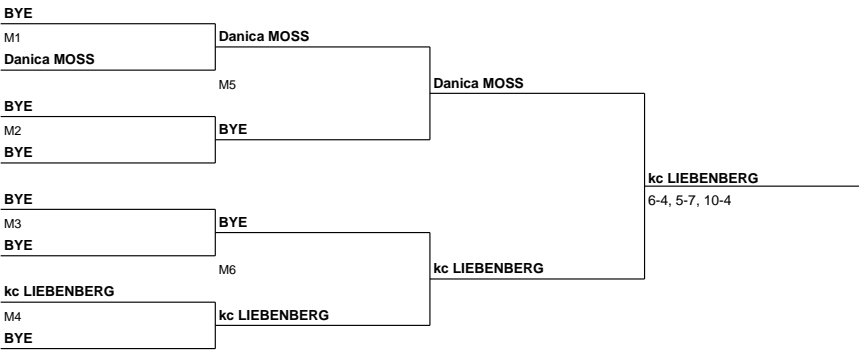 BYE
M1
Danica MOSS
Danica MOSS
M5
BYE
M2
BYE
BYE
Danica MOSS
BYE
M3
BYE
BYE
M6
kc LIEBENBERG
M4
BYE
kc LIEBENBERG
kc LIEBENBERG
kc LIEBENBERG
6-4, 5-7, 10-4